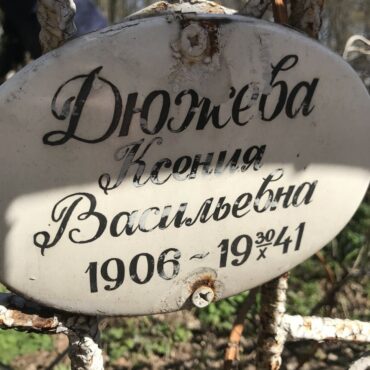 Дюжева
Ксения
Васильевна
1906 ~ 19 30/X 41